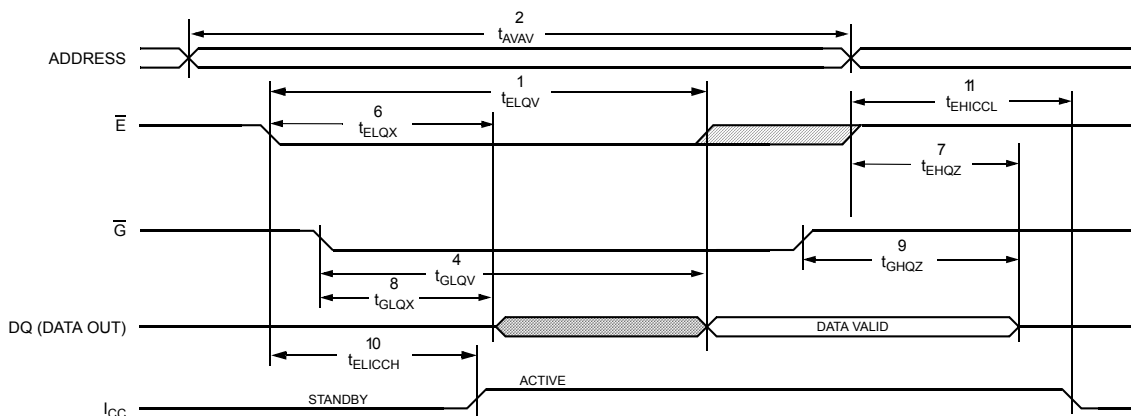 2
tAVAV
ADDRESS
1
tELQV
11
tEHICCL
6
tELQX
E
7
tEHQZ
G
9
tGHQZ
4
tGLQV
8
tGLQX
DQ (DATA OUT)
DATA VALID
10
tELICCH
ACTIVE
STANDBY
ICC